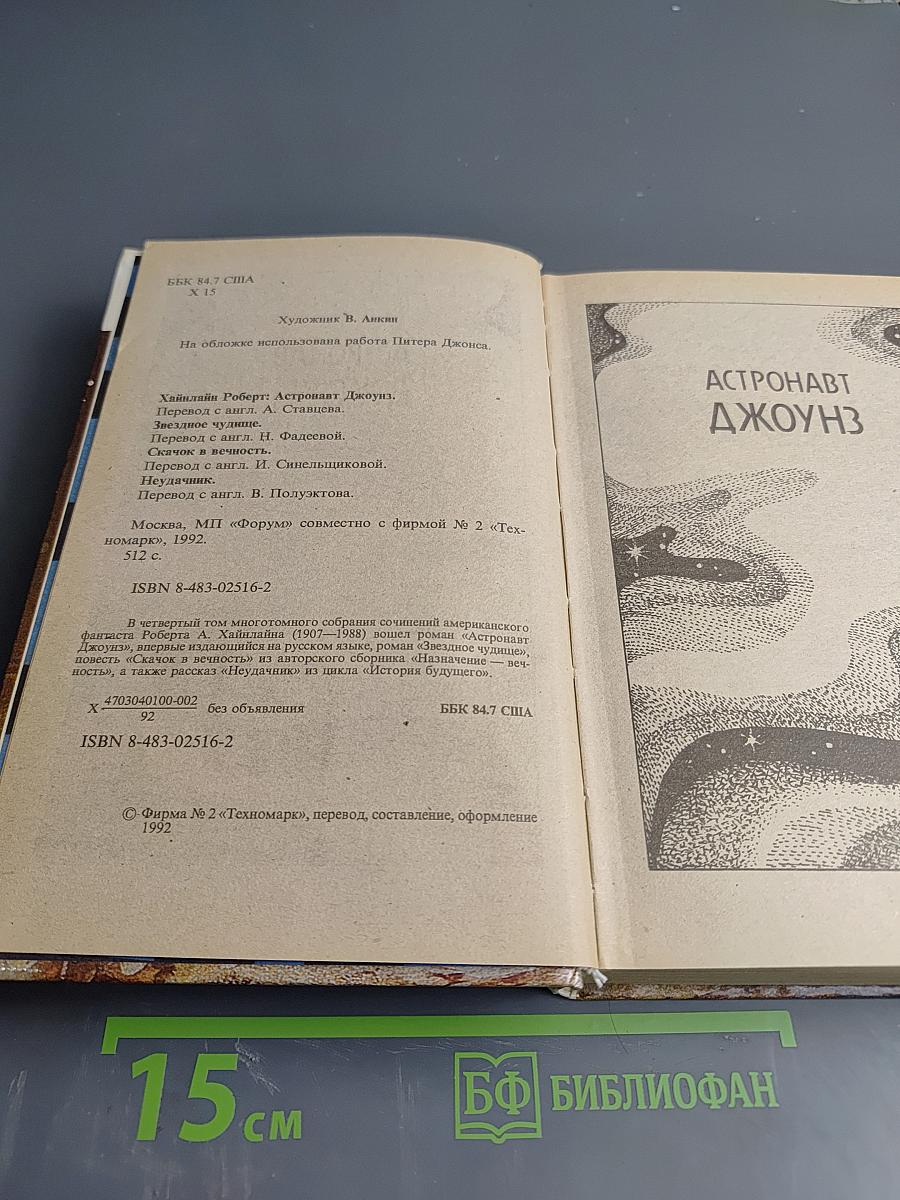 ББК 84.7 США
Х 15
Художник В. Аникин
На обложке использована работа Питера Джонса.
Хайнлайн Роберт: Астронавт Джоунз.
Перевод с англ. А. Ставцева.
Звездное чудище.
Перевод с англ. Н. Фадеевой.
Скачок в вечность.
Перевод с англ. И. Синельщиковой.
Неудачник.
Перевод с англ. В. Полуэктова.
Москва, МП «Форум» совместно с фирмой № 2 «Тех-
номарк», 1992.
512 с.
ISBN 8-483-02516-2
В четвертый том многотомного собрания сочинений американского
фантаста Роберта А. Хайнлайна (1907—1988) вошел роман «Астронавт
Джоунз», впервые издающийся на русском языке, роман «Звездное чудище»,
повесть «Скачок в вечность» из авторского сборника «Назначение — веч-
ность», а также рассказ «Неудачник» из цикла «История будущего».
Х 4703040100-002
92
без объявления
ББК 84.7 США
ISBN 8-483-02516-2
© Фирма № 2 «Техномарк», перевод, составление, оформление
1992
АСТРОНАВТ
ДЖОУНЗ
15 см
БФ БИБЛИОФАН